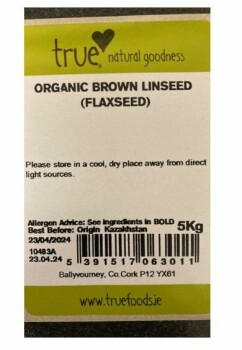 true natural goodness
ORGANIC BROWN LINSEED
(FLAXSEED)
Please store in a cool, dry place away from direct
light sources.
Allergen Advice: See Ingredients in BOLD
Best Before: Origin Kazakhstan 5Kg
23/04/2024
10483A
23.04.24
5 391517 063011
Ballyvourney, Co.Cork P12 YX61
www.truefoods.ie